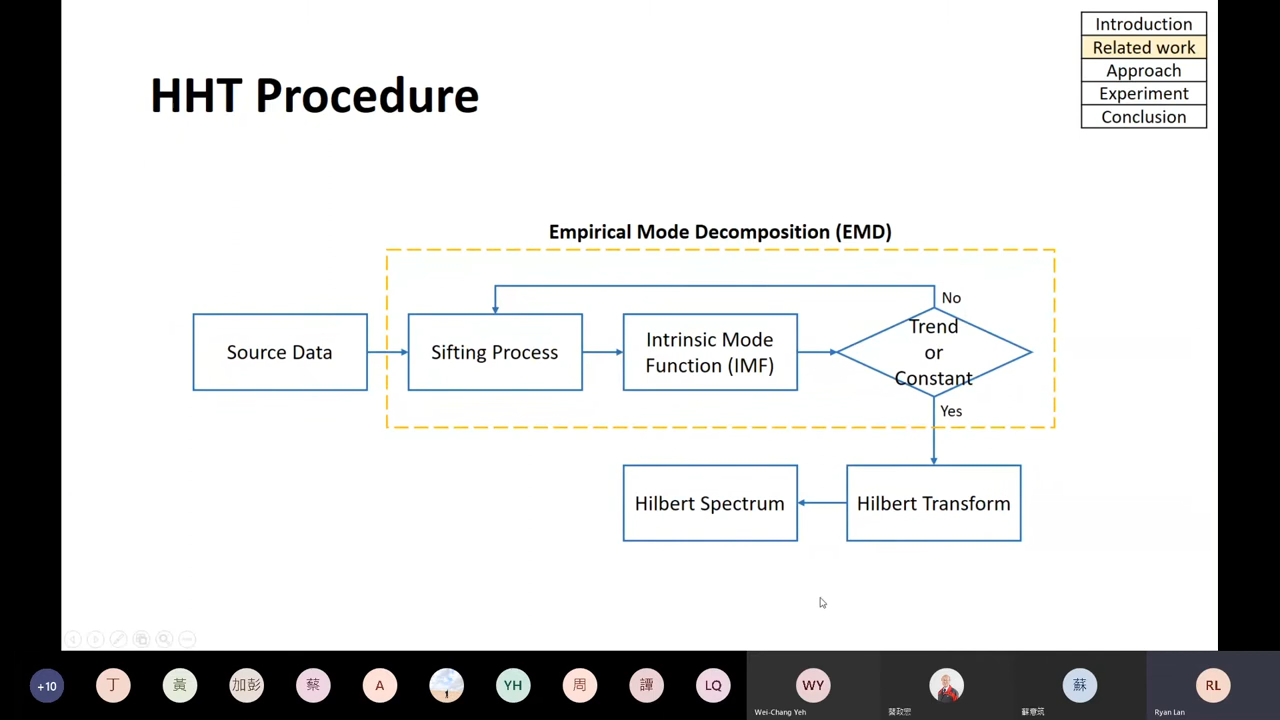 Introduction
Related work
Approach
Experiment
Conclusion
HHT Procedure
Empirical Mode Decomposition (EMD)
No
Source Data
Sifting Process
Intrinsic Mode
Function (IMF)
Trend
or
Constant
Yes
Hilbert Spectrum
Hilbert Transform
+10
丁
黃
加彭
蔡
A
YH
周
譚
LQ
WY
蘇
RL
Wei-Chang Yeh
Ryan Lan